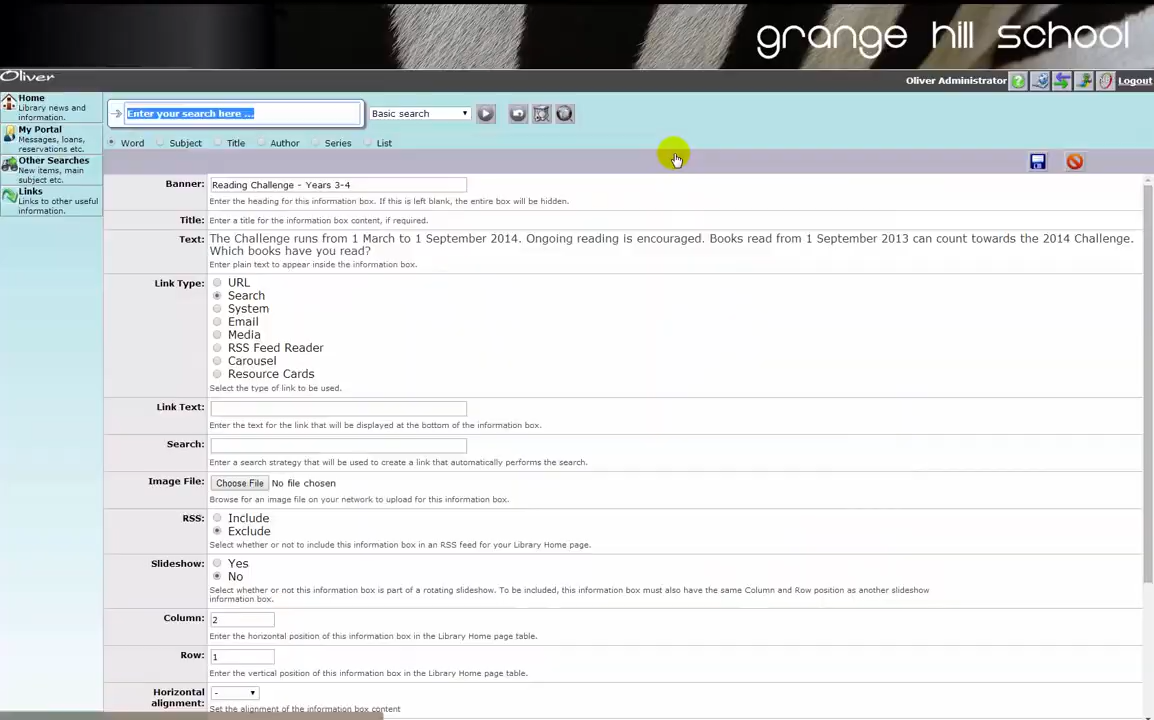 grange hill school
Oliver
Oliver Administrator
Logout
Home
Library news and
information.
My Portal
Messages, loans,
reservations etc.
Other Searches
New items, main
subject etc.
Links
Links to other useful
information.
Enter your search here ...
Basic search
Word Subject Title Author Series List
Banner: Reading Challenge - Years 3-4
Enter the heading for this information box. If this is left blank, the entire box will be hidden.
Title: Enter a title for the information box content, if required.
Text: The Challenge runs from 1 March to 1 September 2014. Ongoing reading is encouraged. Books read from 1 September 2013 can count towards the 2014 Challenge.
Which books have you read?
Enter plain text to appear inside the information box.
Link Type: URL
Search
System
Email
Media
RSS Feed Reader
Carousel
Resource Cards
Select the type of link to be used.
Link Text:
Enter the text for the link that will be displayed at the bottom of the information box.
Search:
Enter a search strategy that will be used to create a link that automatically performs the search.
Image File: Choose File No file chosen
Browse for an image file on your network to upload for this information box.
RSS: Include
Exclude
Select whether or not to include this information box in an RSS feed for your Library Home page.
Slideshow: Yes
No
Select whether or not this information box is part of a rotating slideshow. To be included, this information box must also have the same Column and Row position as another slideshow
information box.
Column: 2
Enter the horizontal position of this information box in the Library Home page table.
Row: 1
Enter the vertical position of this information box in the Library Home page table.
Horizontal
alignment: -
Set the alignment of the information box content